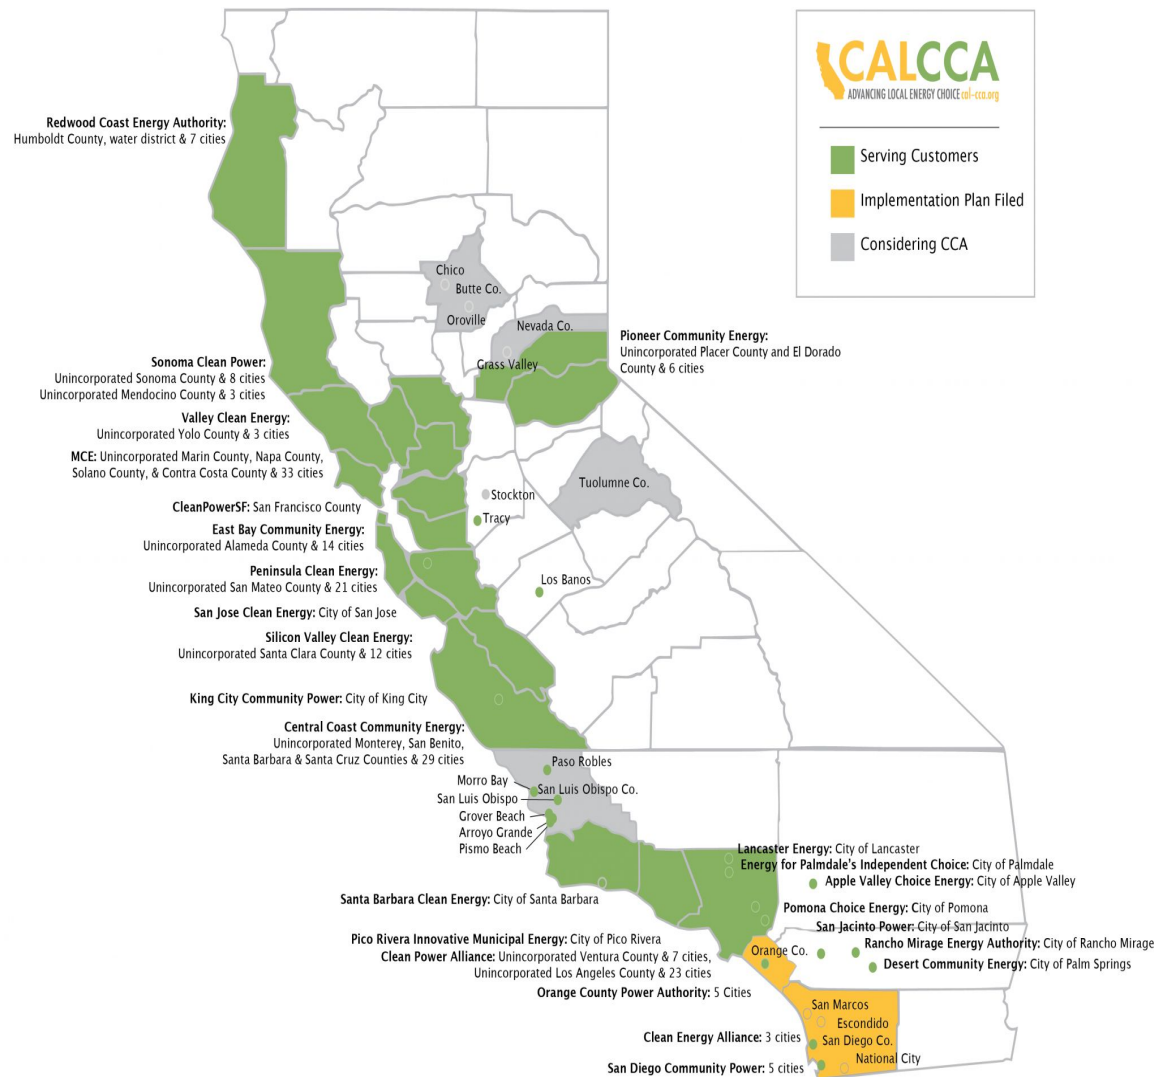 CALCCA
ADVANCING LOCAL ENERGY CHOICE cal-cca.org
Serving Customers
Implementation Plan Filed
Considering CCA
Redwood Coast Energy Authority:
Humboldt County, water district & 7 cities
Chico
Butte Co.
Oroville
Nevada Co.
Grass Valley
Pioneer Community Energy:
Unincorporated Placer County and El Dorado
County & 6 cities
Sonoma Clean Power:
Unincorporated Sonoma County & 8 cities
Unincorporated Mendocino County & 3 cities
Valley Clean Energy:
Unincorporated Yolo County & 3 cities
MCE: Unincorporated Marin County, Napa County,
Solano County, & Contra Costa County & 33 cities
Tuolumne Co.
Stockton
Tracy
CleanPowerSF: San Francisco County
East Bay Community Energy:
Unincorporated Alameda County & 14 cities
Peninsula Clean Energy:
Unincorporated San Mateo County & 21 cities
Los Banos
San Jose Clean Energy: City of San Jose
Silicon Valley Clean Energy:
Unincorporated Santa Clara County & 12 cities
King City Community Power: City of King City
Central Coast Community Energy:
Unincorporated Monterey, San Benito,
Santa Barbara & Santa Cruz Counties & 29 cities
Paso Robles
Morro Bay
San Luis Obispo Co.
San Luis Obispo
Grover Beach
Arroyo Grande
Pismo Beach
Lancaster Energy: City of Lancaster
Energy for Palmdale's Independent Choice: City of Palmdale
Apple Valley Choice Energy: City of Apple Valley
Santa Barbara Clean Energy: City of Santa Barbara
Pomona Choice Energy: City of Pomona
San Jacinto Power: City of San Jacinto
Rancho Mirage Energy Authority: City of Rancho Mirage
Desert Community Energy: City of Palm Springs
Pico Rivera Innovative Municipal Energy: City of Pico Rivera
Clean Power Alliance: Unincorporated Ventura County & 7 cities,
Unincorporated Los Angeles County & 23 cities
Orange Co.
Orange County Power Authority: 5 Cities
San Marcos
Escondido
Clean Energy Alliance: 3 cities
San Diego Co.
National City
San Diego Community Power: 5 cities